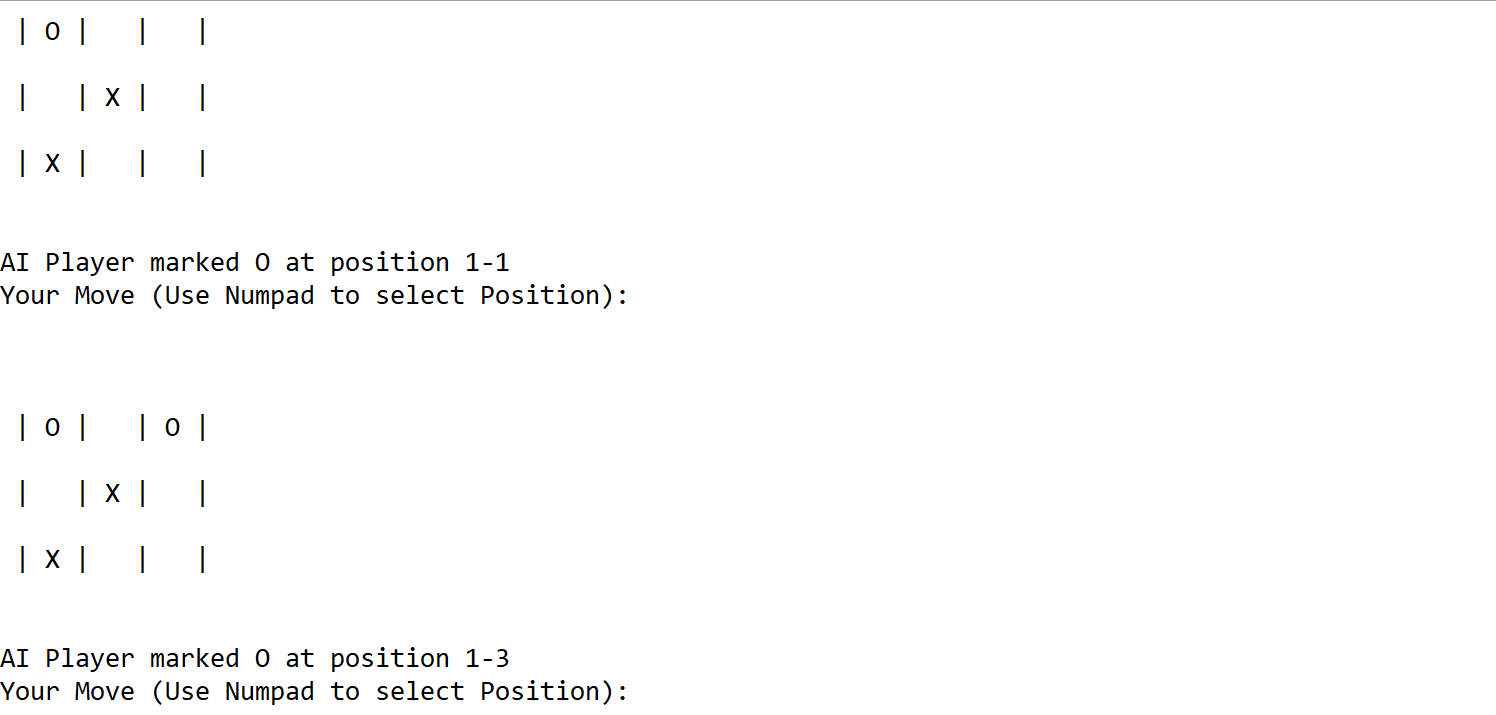 | O |   |   |
|   | X |   |
| X |   |   |
AI Player marked O at position 1-1
Your Move (Use Numpad to select Position):
| O |   | O |
|   | X |   |
| X |   |   |
AI Player marked O at position 1-3
Your Move (Use Numpad to select Position):